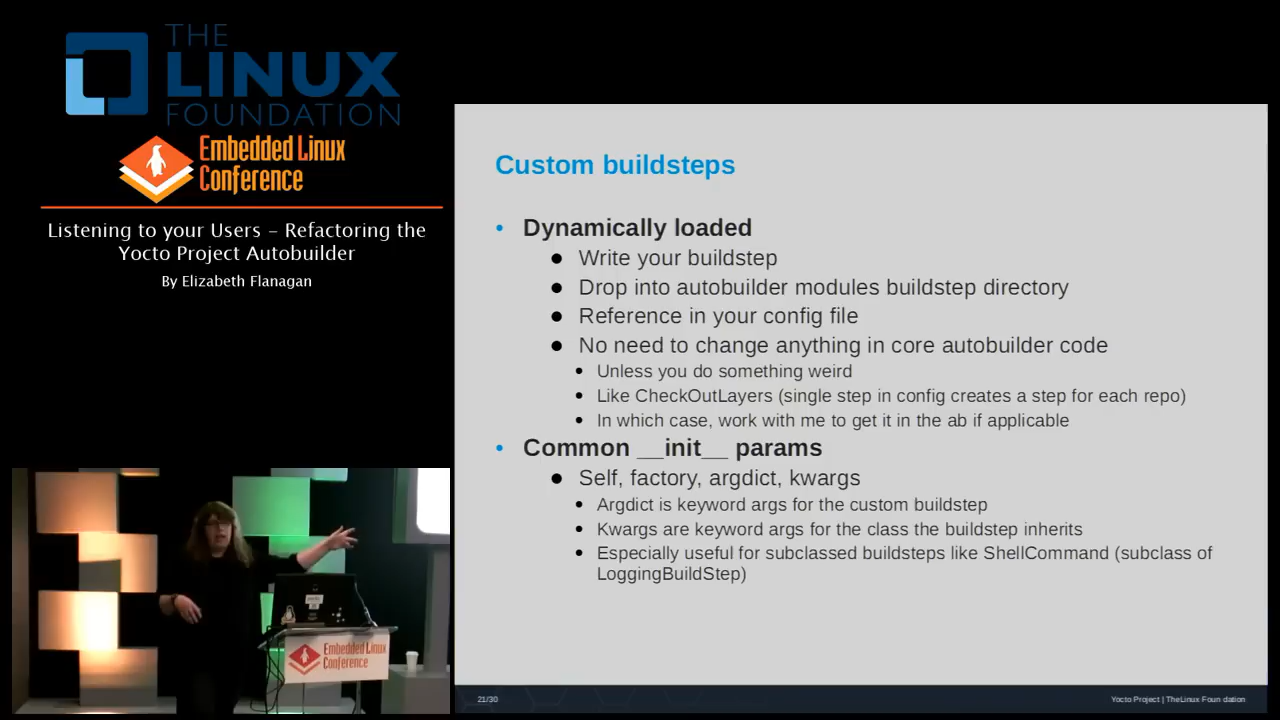 THE
LINUX
FOUNDATION
Embedded Linux
Conference
Listening to your Users – Refactoring the
Yocto Project Autobuilder
By Elizabeth Flanagan
Custom buildsteps
• Dynamically loaded
● Write your buildstep
● Drop into autobuilder modules buildstep directory
● Reference in your config file
● No need to change anything in core autobuilder code
• Unless you do something weird
• Like CheckOutLayers (single step in config creates a step for each repo)
• In which case, work with me to get it in the ab if applicable
• Common __init__ params
● Self, factory, argdict, kwargs
• Argdict is keyword args for the custom buildstep
• Kwargs are keyword args for the class the buildstep inherits
• Especially useful for subclassed buildsteps like ShellCommand (subclass of
LoggingBuildStep)
21/30
Yocto Project | TheLinux Foun dation
Embedded Linux
Conference